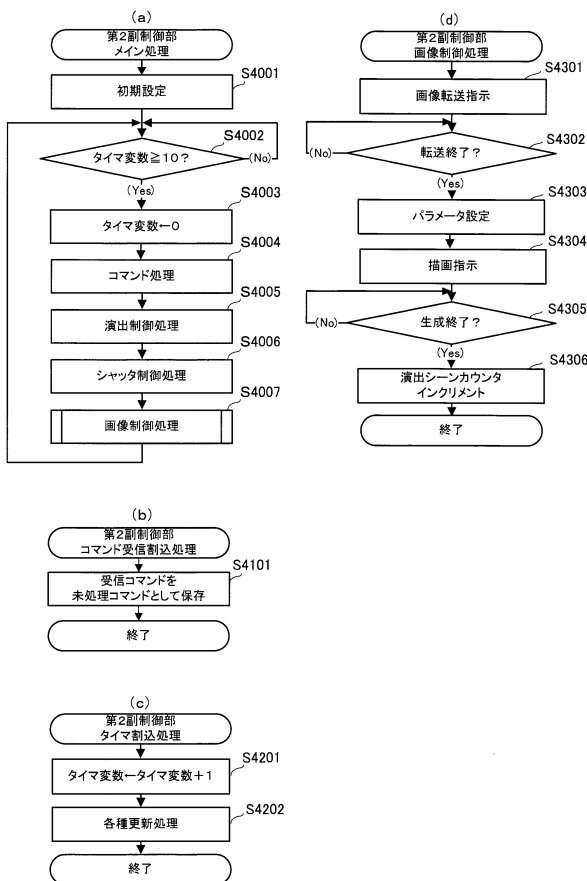 (a)
第2副制御部
メイン処理
S4001
初期設定
S4002
タイマ変数≧10?
(No)
(Yes)
S4003
タイマ変数←0
S4004
コマンド処理
S4005
演出制御処理
S4006
シャッタ制御処理
S4007
画像制御処理
(b)
第2副制御部
コマンド受信割込処理
S4101
受信コマンドを
未処理コマンドとして保存
終了
(c)
第2副制御部
タイマ割込処理
S4201
タイマ変数←タイマ変数+1
S4202
各種更新処理
終了
(d)
第2副制御部
画像制御処理
S4301
画像転送指示
S4302
転送終了?
(No)
(Yes)
S4303
パラメータ設定
S4304
描画指示
S4305
生成終了?
(No)
(Yes)
S4306
演出シーンカウンタ
インクリメント
終了